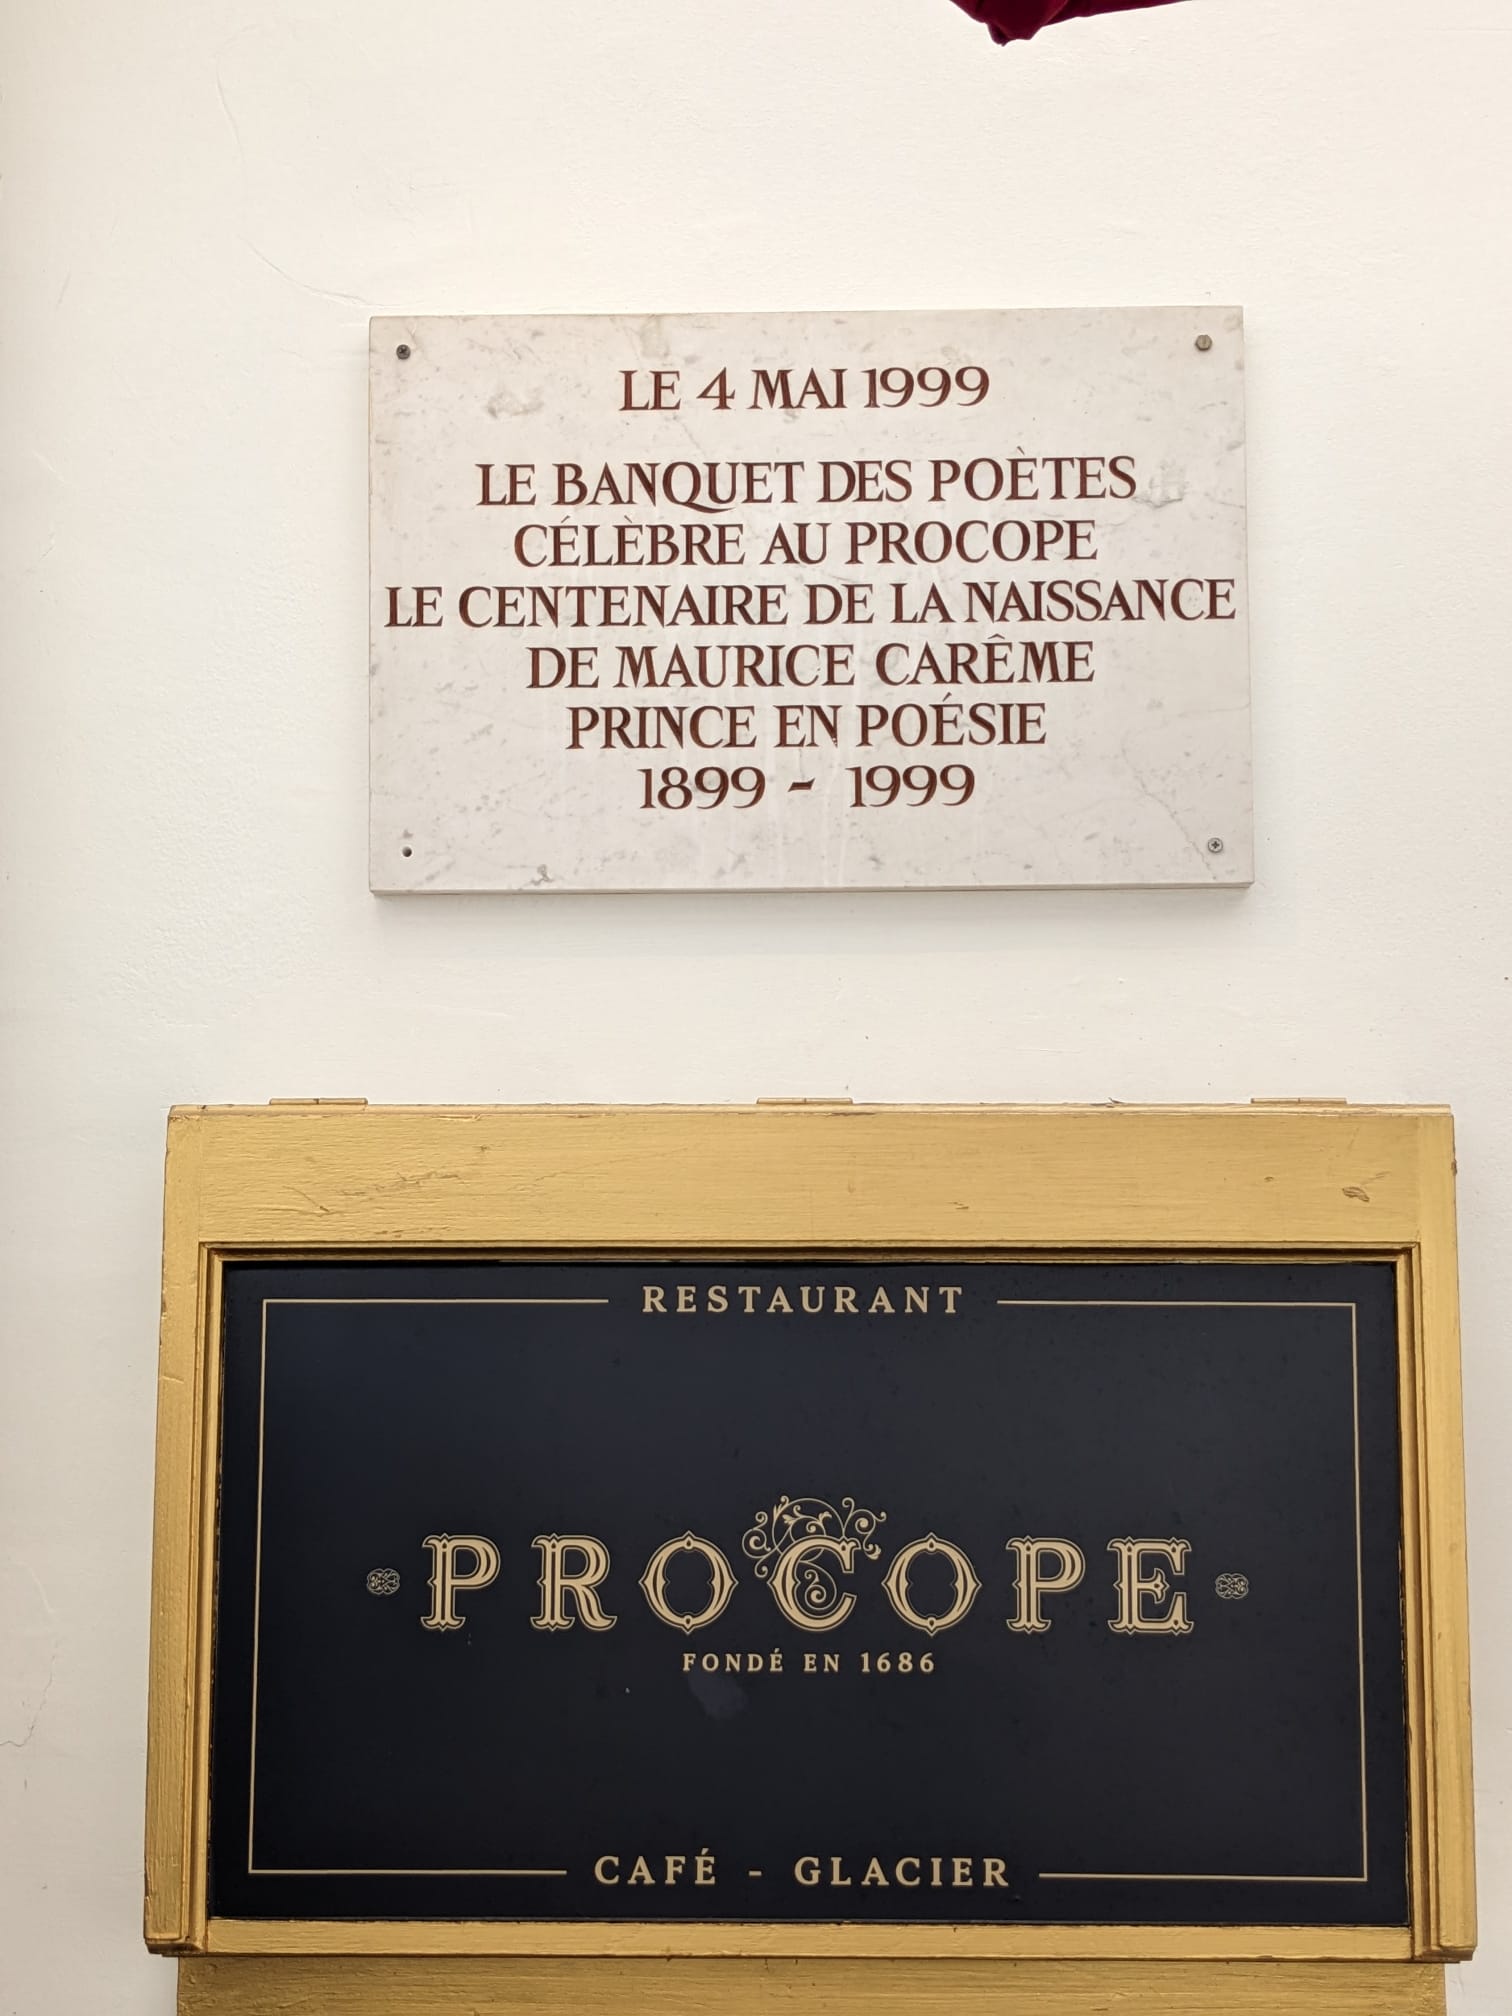 LE 4 MAI 1999
LE BANQUET DES POÈTES
CÉLÈBRE AU PROCOPE
LE CENTENAIRE DE LA NAISSANCE
DE MAURICE CARÊME
PRINCE EN POÉSIE
1899 - 1999
RESTAURANT
PROCOPE
FONDÉ EN 1686
CAFÉ - GLACIER